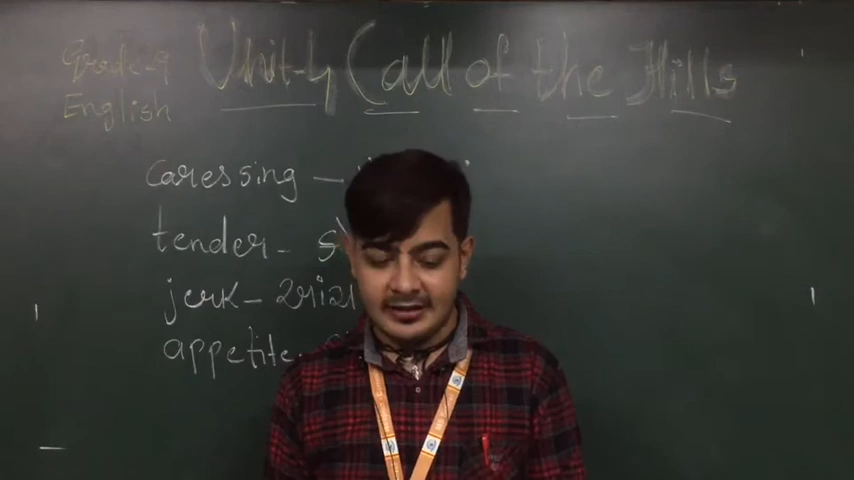 Grade-9
English
Unit-4 Call of the Hills
caressing -
tender -
jerk -
appetite -